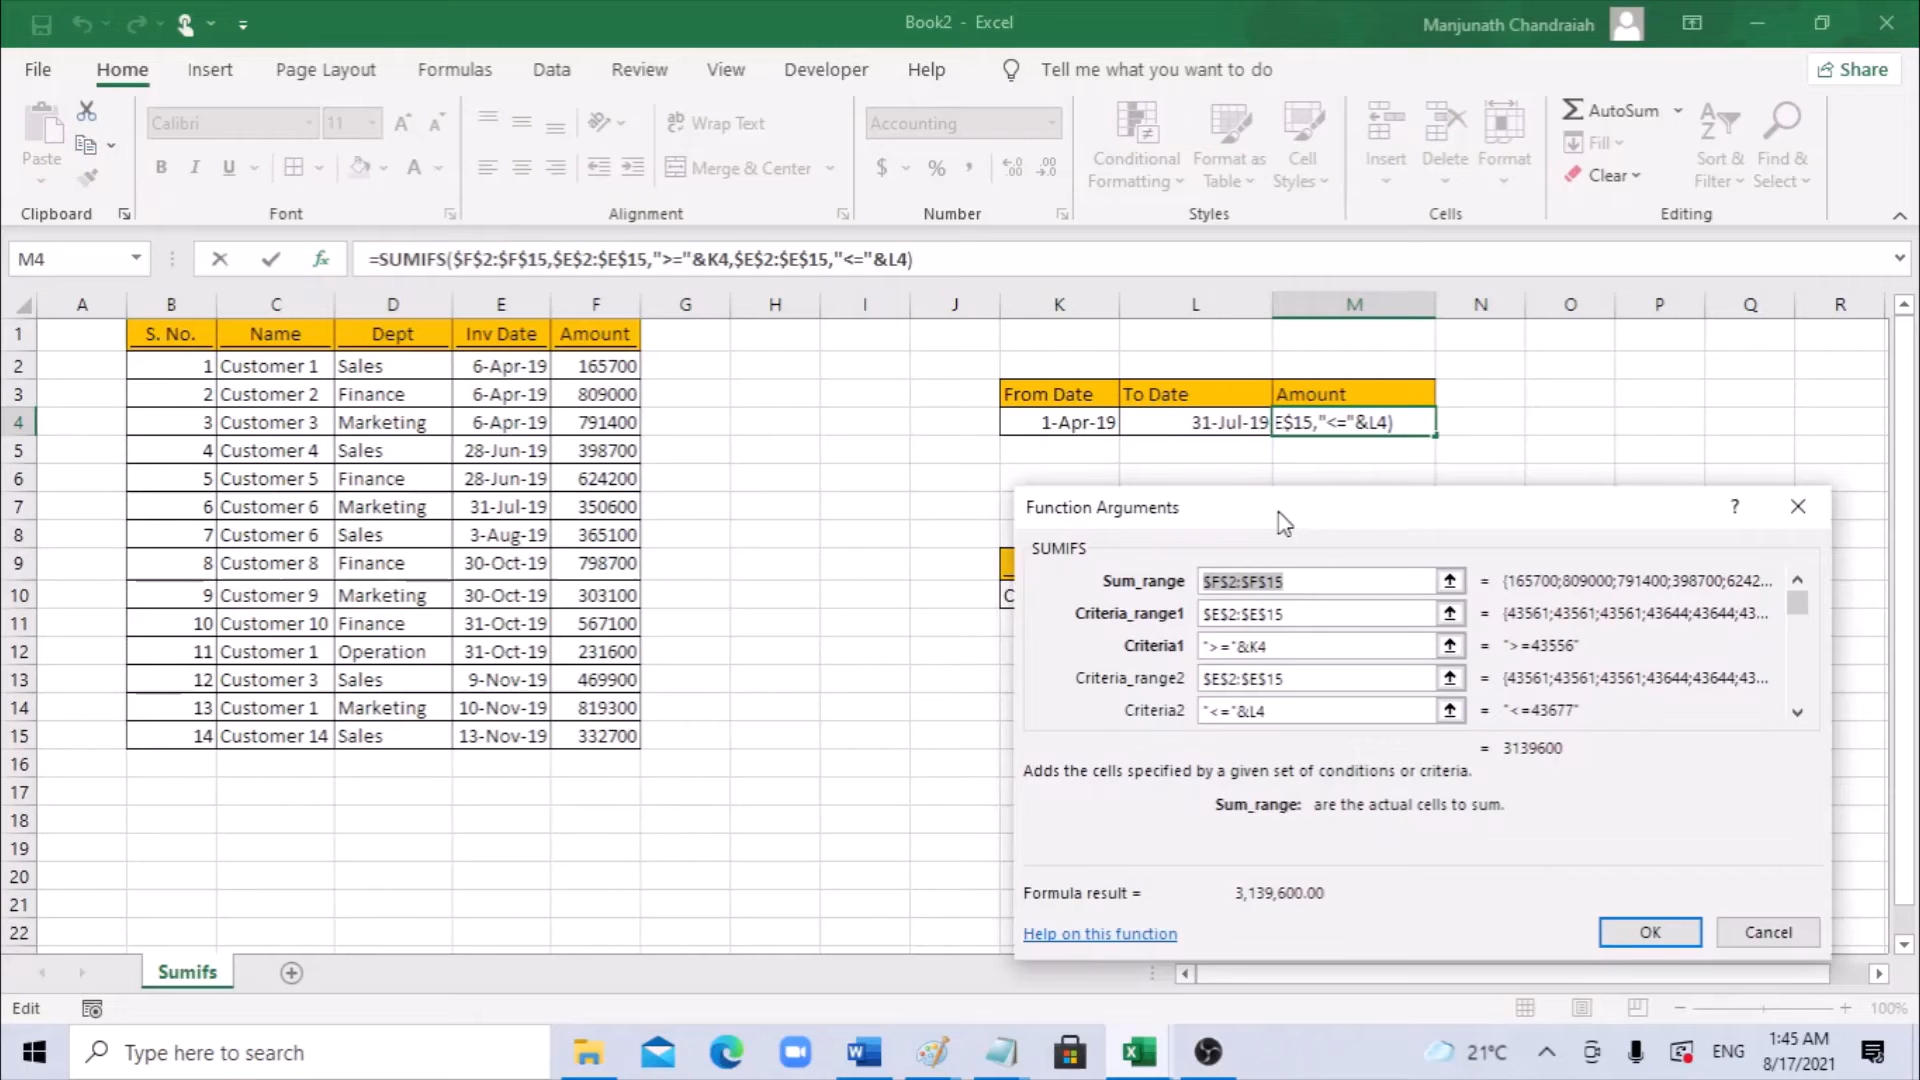 Book2 - Excel
Manjunath Chandraiah
File Home Insert Page Layout Formulas Data Review View Developer Help Tell me what you want to do Share
Calibri 11 Wrap Text Accounting AutoSum
Paste Conditional Formatting Format as Table Cell Styles Insert Delete Format Fill Sort & Filter Find & Select
B I U A Merge & Center $ % , Clear
Clipboard Font Alignment Number Styles Cells Editing
M4 fx =SUMIFS($F$2:$F$15,$E$2:$E$15,">="&K4,$E$2:$E$15,"<="&L4)
A B C D E F G H I J K L M N O P Q R
1 S. No. Name Dept Inv Date Amount
2 1 Customer 1 Sales 6-Apr-19 165700
3 2 Customer 2 Finance 6-Apr-19 809000 From Date To Date Amount
4 3 Customer 3 Marketing 6-Apr-19 791400 1-Apr-19 31-Jul-19 E$15,"<="&L4)
5 4 Customer 4 Sales 28-Jun-19 398700
6 5 Customer 5 Finance 28-Jun-19 624200
7 6 Customer 6 Marketing 31-Jul-19 350600
8 7 Customer 6 Sales 3-Aug-19 365100
9 8 Customer 8 Finance 30-Oct-19 798700
10 9 Customer 9 Marketing 30-Oct-19 303100
11 10 Customer 10 Finance 31-Oct-19 567100
12 11 Customer 1 Operation 31-Oct-19 231600
13 12 Customer 3 Sales 9-Nov-19 469900
14 13 Customer 1 Marketing 10-Nov-19 819300
15 14 Customer 14 Sales 13-Nov-19 332700
16
17
18
19
20
21
22
Function Arguments ?
SUMIFS
Sum_range $F$2:$F$15 = {165700;809000;791400;398700;6242...
Criteria_range1 $E$2:$E$15 = {43561;43561;43561;43644;43644;43...
Criteria1 ">="&K4 = ">=43556"
Criteria_range2 $E$2:$E$15 = {43561;43561;43561;43644;43644;43...
Criteria2 "<="&L4 = "<=43677"
= 3139600
Adds the cells specified by a given set of conditions or criteria.
Sum_range: are the actual cells to sum.
Formula result = 3,139,600.00
Help on this function OK Cancel
Sumifs
Edit 100%
Type here to search 21°C ENG 1:45 AM
8/17/2021